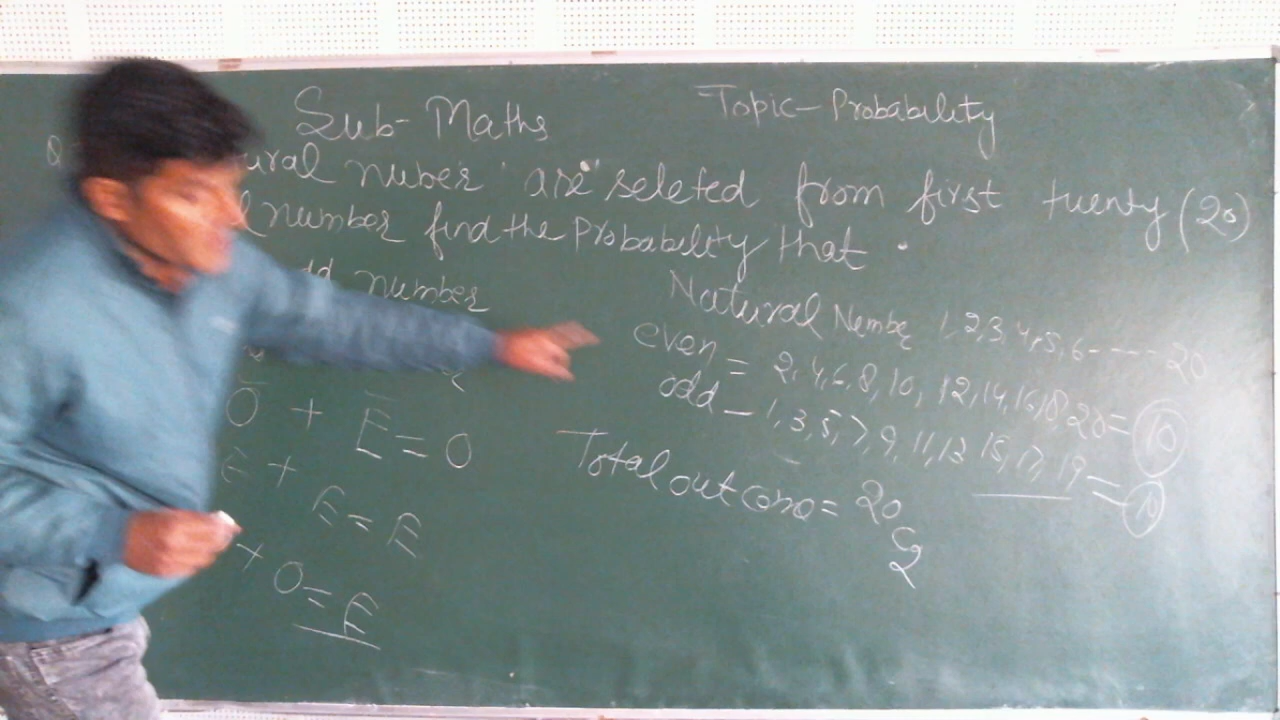 Sub- Maths
Topic- Probability
ural nuber are seleted from first twenty (20)
number find the Probability that .
number
Natural Nembe 1,2,3,4,5,6---- 20
even = 2,4,6,8,10,12,14,16,18 20= 10
odd - 1,3,5,7,9,11,13 15,17,19 = 10
O + E = O
E + E = E
+ O = E
Total out come = 20
C2